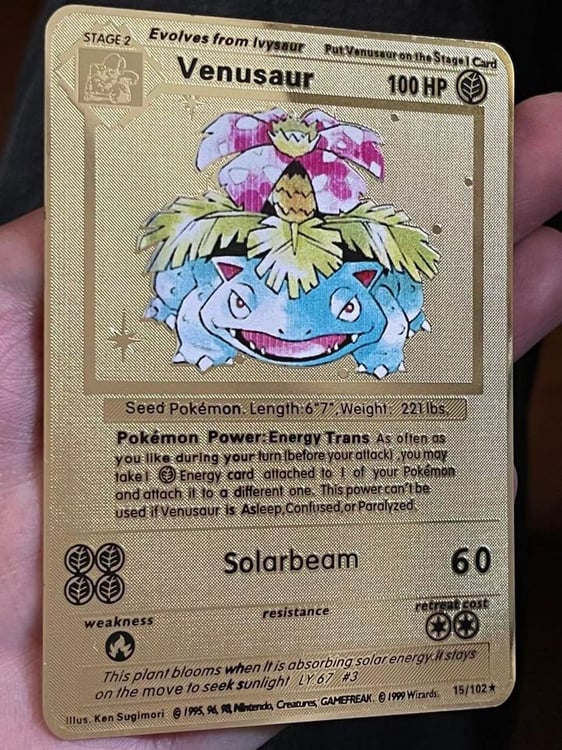 STAGE 2 Evolves from Ivysaur Put Venusaur on the Stage 1 Card
Venusaur 100 HP
Seed Pokémon. Length:6"7", Weight: 221 lbs.
Pokémon Power:Energy Trans As often as
you like during your turn (before your attack) ,you may
take 1 Energy card attached to 1 of your Pokémon
and attach it to a different one. This power can't be
used if Venusaur is Asleep,Confused,or Paralyzed.
Solarbeam 60
weakness resistance retreat cost
This plant blooms when It is absorbing solar energy.It stays
on the move to seek sunlight LY 67 #3
Illus. Ken Sugimori © 1995, 96, 98, Nintendo, Creatures, GAMEFREAK. © 1999 Wizards. 15/102★